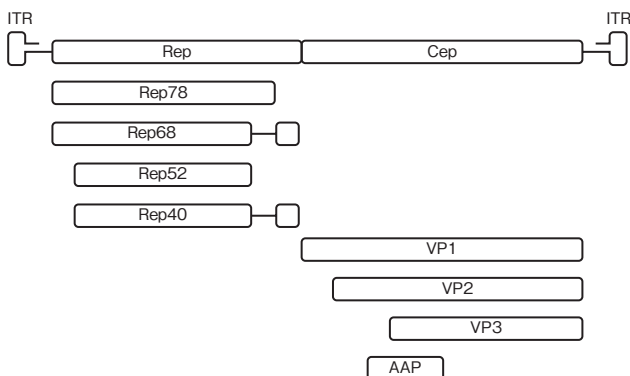 ITR ITR
Rep Cep
Rep78
Rep68
Rep52
Rep40
VP1
VP2
VP3
AAP